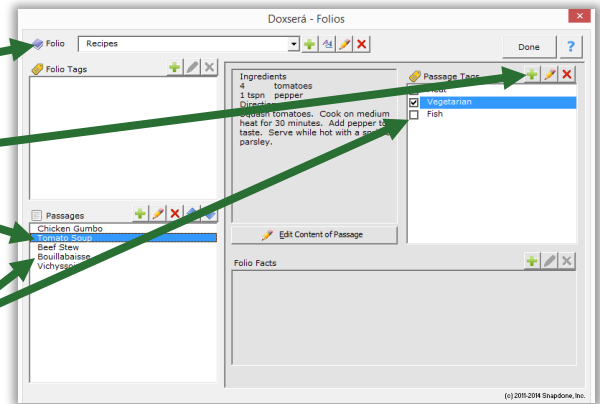 Doxserá - Folios
Folio
Recipes
Done
?
Folio Tags
Ingredients
4 tomatoes
1 tspn pepper
Squash tomatoes. Cook on medium
heat for 30 minutes. Add pepper to
taste. Serve while hot with a
parsley.
Edit Content of Passage
Passage Tags
Vegetarian
Fish
Passages
Chicken Gumbo
Tomato Soup
Beef Stew
Bouillabaisse
Folio Facts
(c) 2011-2014 Snapdone, Inc.